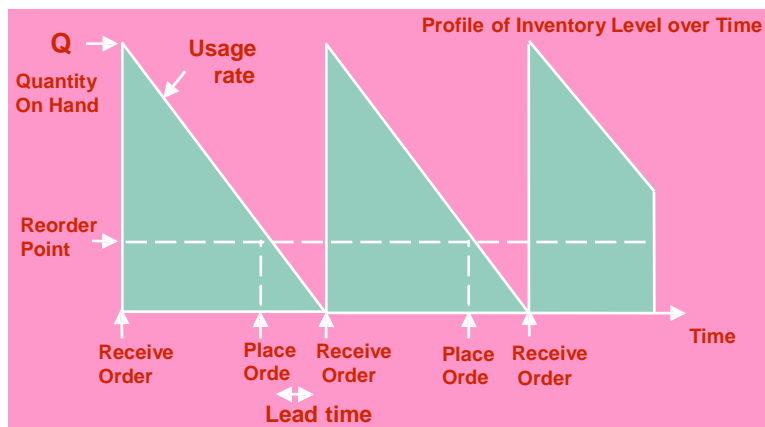 Profile of Inventory Level over Time
Q
Usage
rate
Quantity
On Hand
Reorder
Point
Time
Receive
Order
Place
Orde
Receive
Order
Place
Orde
Receive
Order
Lead time